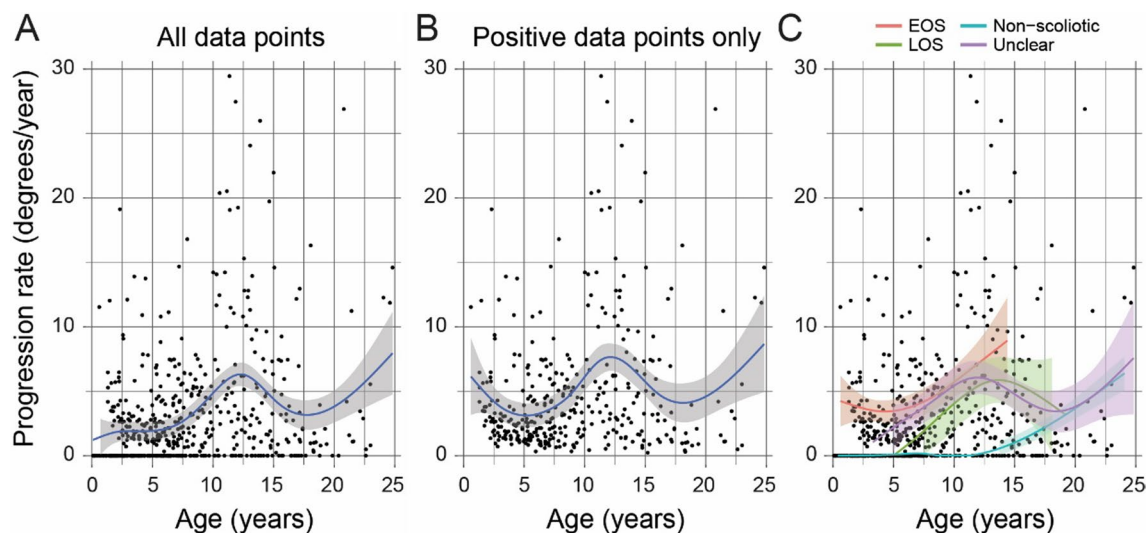 A
All data points
B
Positive data points only
C
EOS
Non-scoliotic
LOS
Unclear
Progression rate (degrees/year)
30
20
10
0
0 5 10 15 20 25
Age (years)
30
20
10
0
0 5 10 15 20 25
Age (years)
30
20
10
0
0 5 10 15 20 25
Age (years)